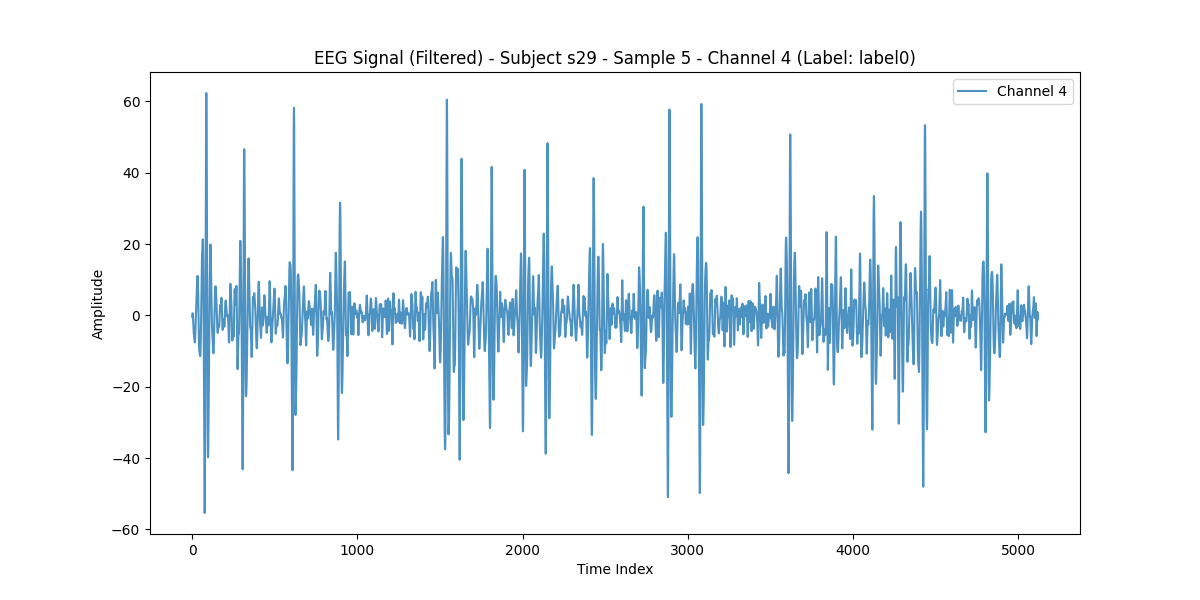 EEG Signal (Filtered) - Subject s29 - Sample 5 - Channel 4 (Label: label0)
Channel 4
60
40
20
0
−20
−40
−60
Amplitude
0 1000 2000 3000 4000 5000
Time Index